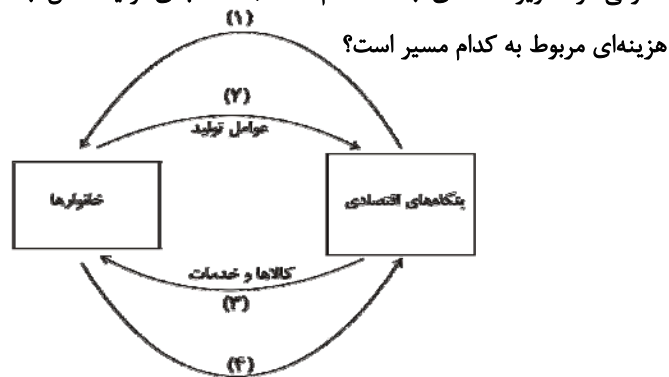 هزینه‌ای مربوط به کدام مسیر است؟
(۱)
(۲)
عوامل تولید
خانوارها
بنگاه‌های اقتصادی
کالاها و خدمات
(۳)
(۴)